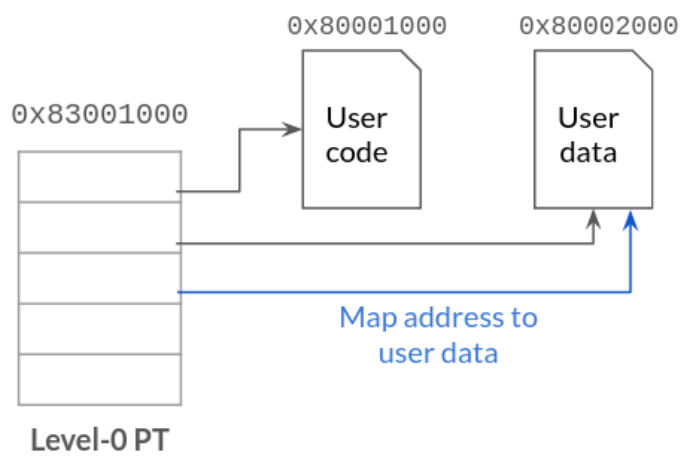 0x80001000
0x80002000
0x83001000
User
code
User
data
Map address to
user data
Level-0 PT